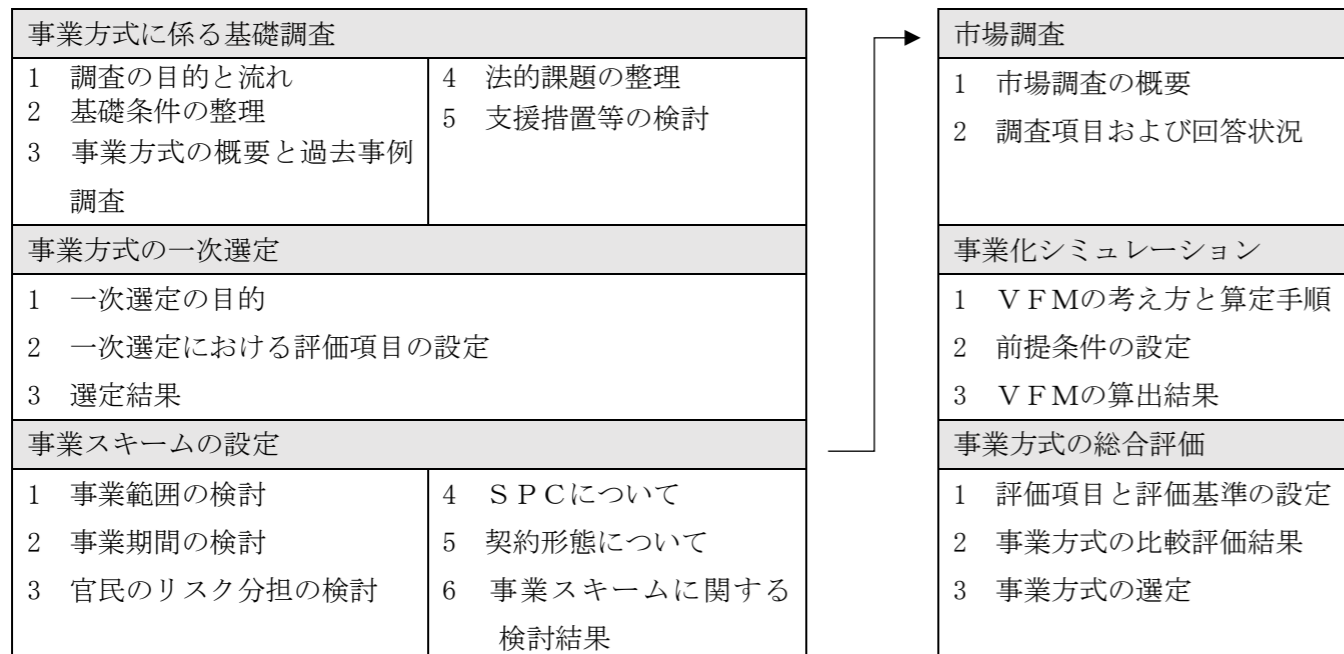 事業方式に係る基礎調査
1 調査の目的と流れ
2 基礎条件の整理
3 事業方式の概要と過去事例
調査
4 法的課題の整理
5 支援措置等の検討
事業方式の一次選定
1 一次選定の目的
2 一次選定における評価項目の設定
3 選定結果
事業スキームの設定
1 事業範囲の検討
2 事業期間の検討
3 官民のリスク分担の検討
4 ＳＰＣについて
5 契約形態について
6 事業スキームに関する
検討結果
市場調査
1 市場調査の概要
2 調査項目および回答状況
事業化シミュレーション
1 ＶＦＭの考え方と算定手順
2 前提条件の設定
3 ＶＦＭの算出結果
事業方式の総合評価
1 評価項目と評価基準の設定
2 事業方式の比較評価結果
3 事業方式の選定